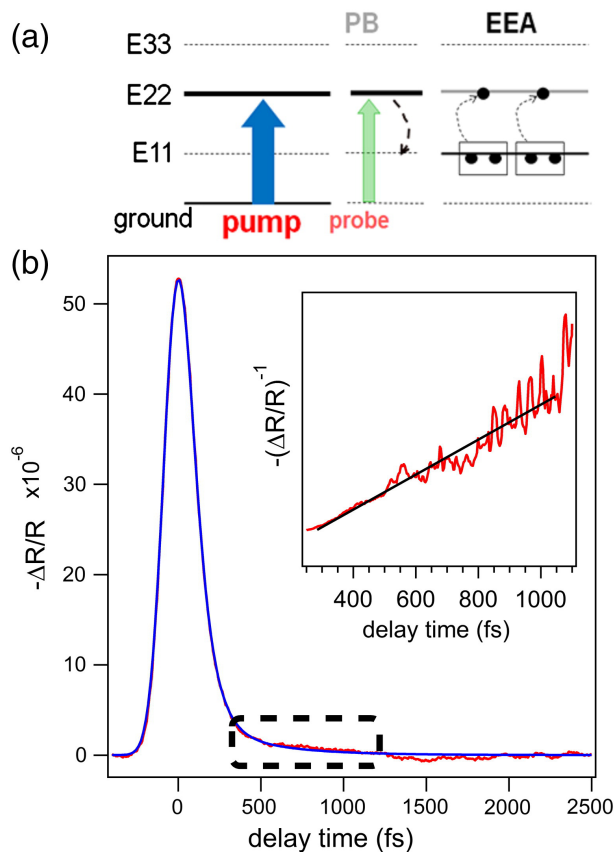 (a)
E33
PB
EEA
E22
E11
ground
pump
probe
(b)
50
40
30
20
10
0
-ΔR/R x10⁻⁶
-(ΔR/R)⁻¹
400
600
800
1000
delay time (fs)
0
500
1000
1500
2000
2500
delay time (fs)